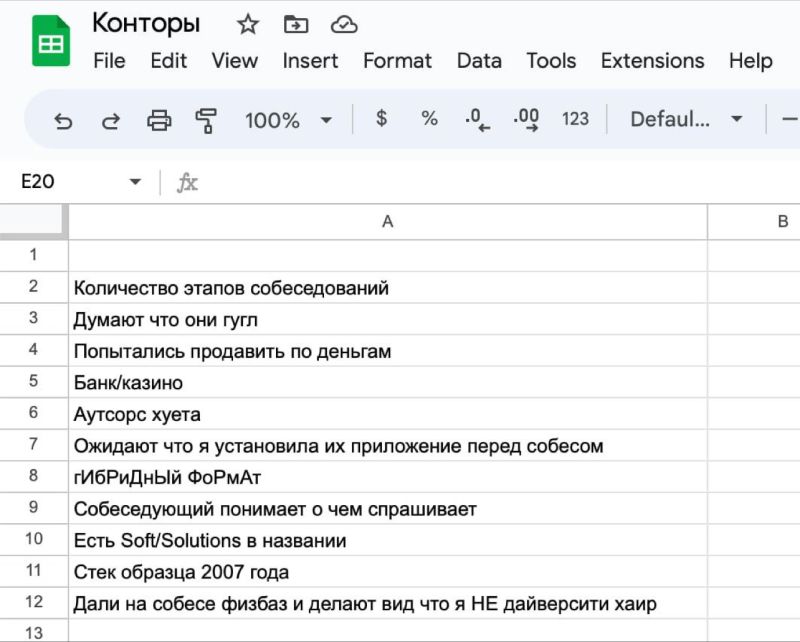 Конторы
File Edit View Insert Format Data Tools Extensions Help
100% $ % .0 .00 123 Defaul...
E20 fx
A B
1
2 Количество этапов собеседований
3 Думают что они гугл
4 Попытались продавить по деньгам
5 Банк/казино
6 Аутсорс хуета
7 Ожидают что я установила их приложение перед собесом
8 гИбРиДнЫй ФоРмАт
9 Собеседующий понимает о чем спрашивает
10 Есть Soft/Solutions в названии
11 Стек образца 2007 года
12 Дали на собесе физбаз и делают вид что я НЕ дайверсити хаир
13